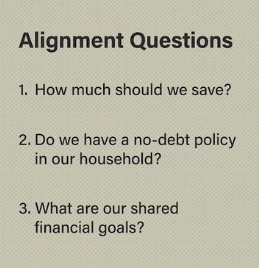 Alignment Questions
1. How much should we save?
2. Do we have a no-debt policy
in our household?
3. What are our shared
financial goals?